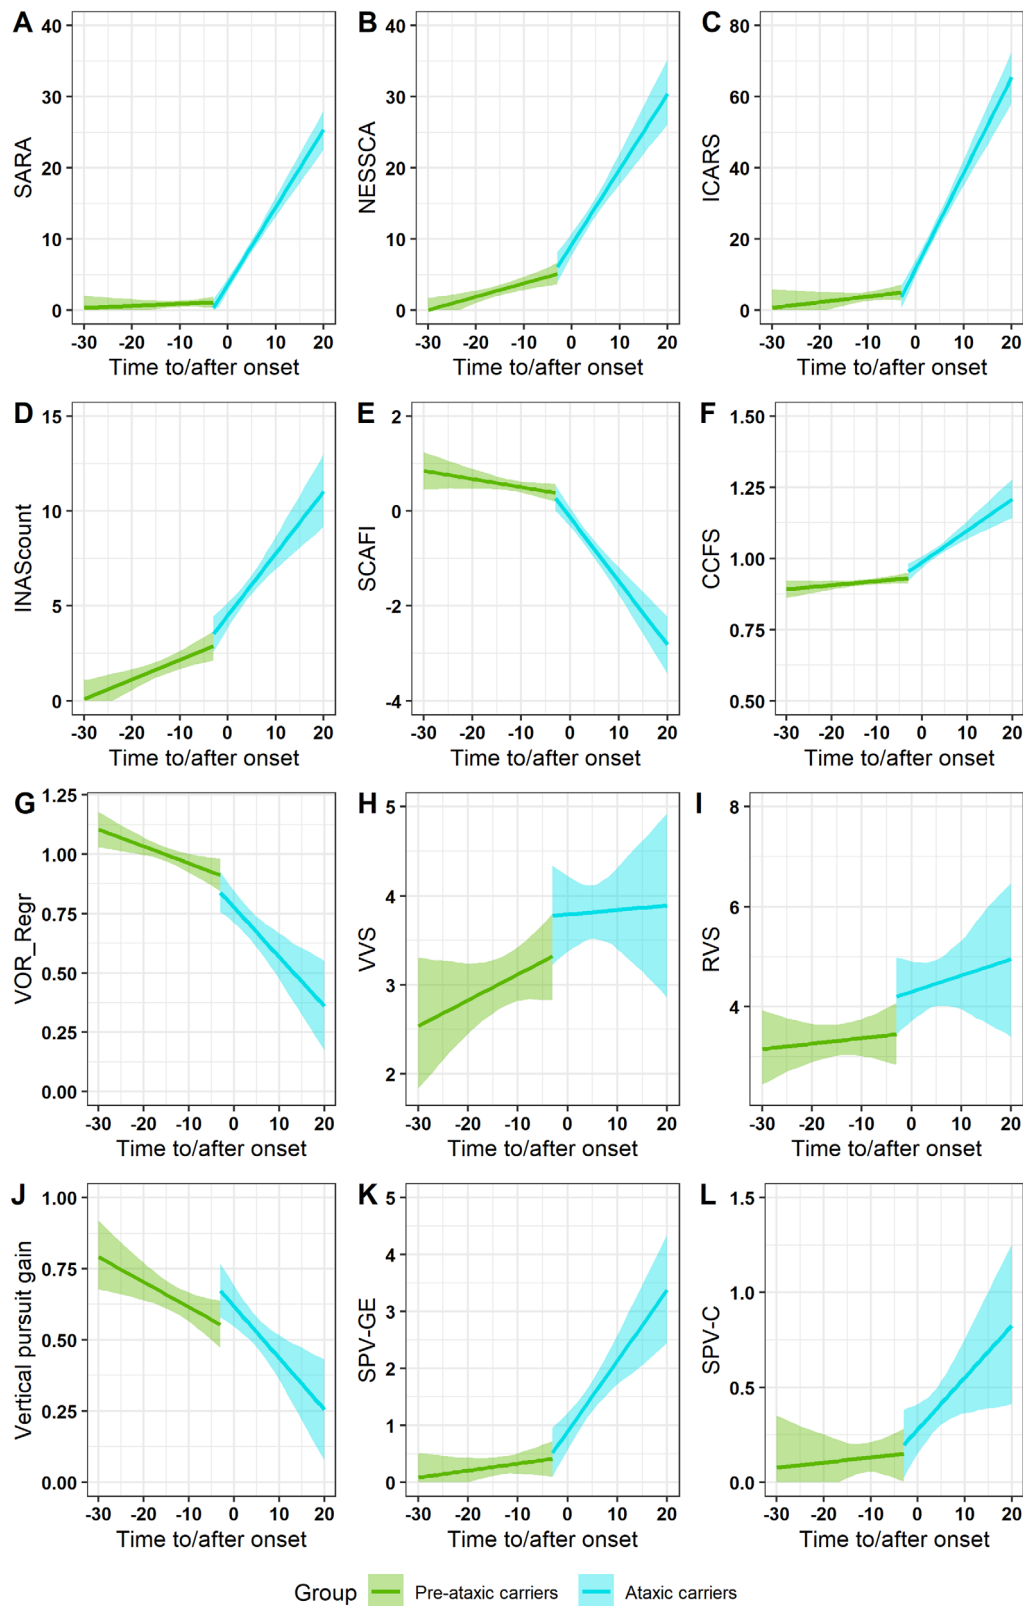 A
B
C
40
30
20
10
0
SARA
-30 -20 -10 0 10 20
Time to/after onset
40
30
20
10
0
NESSCA
-30 -20 -10 0 10 20
Time to/after onset
80
60
40
20
0
ICARS
-30 -20 -10 0 10 20
Time to/after onset
D
E
F
15
10
5
0
INAScount
-30 -20 -10 0 10 20
Time to/after onset
2
0
-2
-4
SCAFI
-30 -20 -10 0 10 20
Time to/after onset
1.50
1.25
1.00
0.75
0.50
CCFS
-30 -20 -10 0 10 20
Time to/after onset
G
H
I
1.25
1.00
0.75
0.50
0.25
0.00
VOR_Regr
-30 -20 -10 0 10 20
Time to/after onset
5
4
3
2
VVS
-30 -20 -10 0 10 20
Time to/after onset
8
6
4
RVS
-30 -20 -10 0 10 20
Time to/after onset
J
K
L
1.00
0.75
0.50
0.25
0.00
Vertical pursuit gain
-30 -20 -10 0 10 20
Time to/after onset
5
4
3
2
1
0
SPV-GE
-30 -20 -10 0 10 20
Time to/after onset
1.5
1.0
0.5
0.0
SPV-C
-30 -20 -10 0 10 20
Time to/after onset
Group Pre-ataxic carriers Ataxic carriers